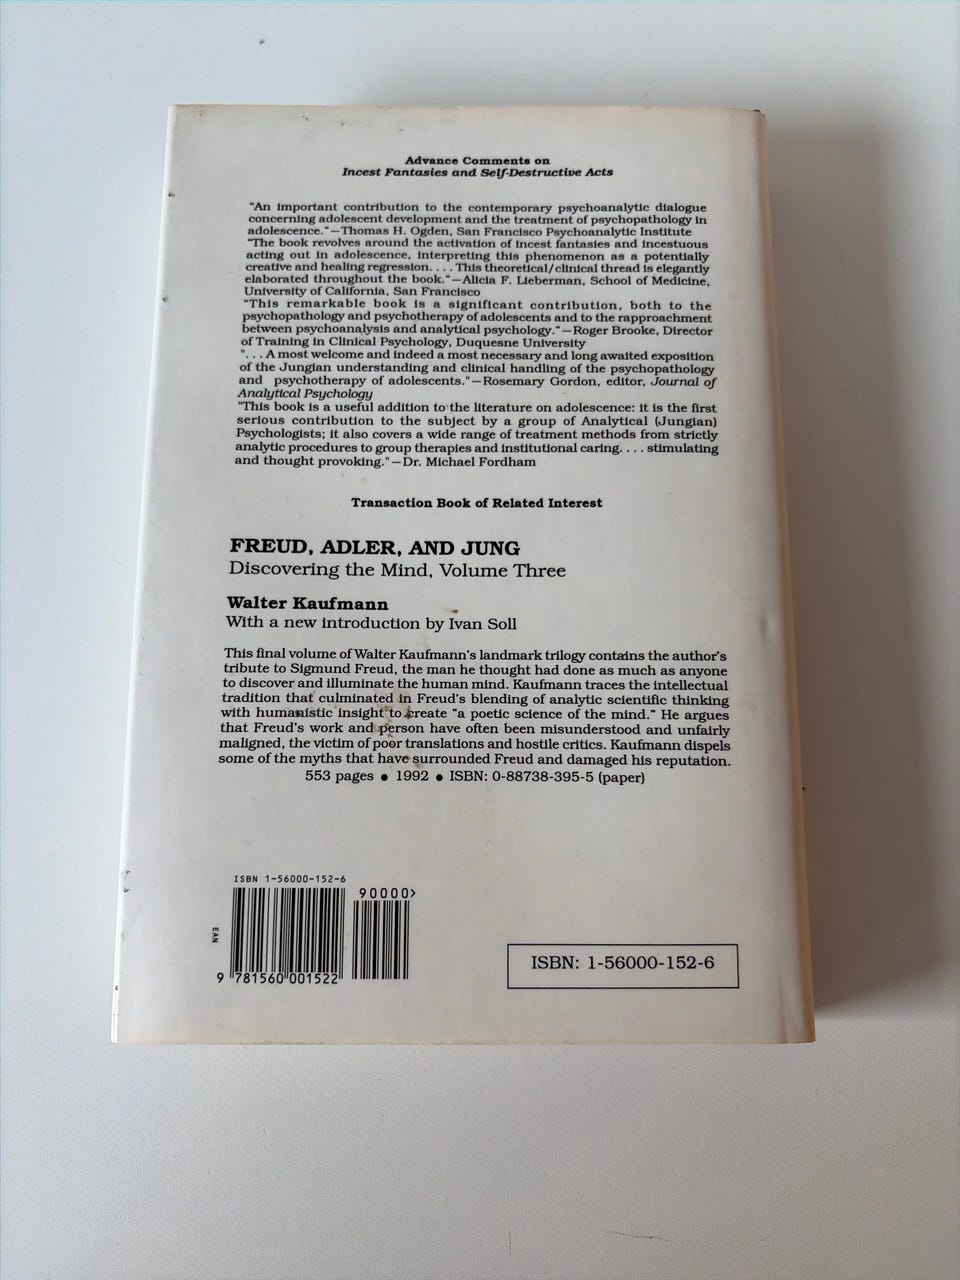 Advance Comments on
Incest Fantasies and Self-Destructive Acts
"An important contribution to the contemporary psychoanalytic dialogue
concerning adolescent development and the treatment of psychopathology in
adolescence."—Thomas H. Ogden, San Francisco Psychoanalytic Institute
"The book revolves around the activation of incest fantasies and incestuous
acting out in adolescence, interpreting this phenomenon as a potentially
creative and healing regression. . . . This theoretical/clinical thread is elegantly
elaborated throughout the book."—Alicia F. Lieberman, School of Medicine,
University of California, San Francisco
"This remarkable book is a significant contribution, both to the
psychopathology and psychotherapy of adolescents and to the rapproachment
between psychoanalysis and analytical psychology."—Roger Brooke, Director
of Training in Clinical Psychology, Duquesne University
". . . A most welcome and indeed a most necessary and long awaited exposition
of the Jungian understanding and clinical handling of the psychopathology
and psychotherapy of adolescents."—Rosemary Gordon, editor, Journal of
Analytical Psychology
"This book is a useful addition to the literature on adolescence: it is the first
serious contribution to the subject by a group of Analytical (Jungian)
Psychologists; it also covers a wide range of treatment methods from strictly
analytic procedures to group therapies and institutional caring. . . . stimulating
and thought provoking."—Dr. Michael Fordham
Transaction Book of Related Interest
FREUD, ADLER, AND JUNG
Discovering the Mind, Volume Three
Walter Kaufmann
With a new introduction by Ivan Soll
This final volume of Walter Kaufmann's landmark trilogy contains the author's
tribute to Sigmund Freud, the man he thought had done as much as anyone
to discover and illuminate the human mind. Kaufmann traces the intellectual
tradition that culminated in Freud's blending of analytic scientific thinking
with humanistic insight to create "a poetic science of the mind." He argues
that Freud's work and person have often been misunderstood and unfairly
maligned, the victim of poor translations and hostile critics. Kaufmann dispels
some of the myths that have surrounded Freud and damaged his reputation.
553 pages ● 1992 ● ISBN: 0-88738-395-5 (paper)
ISBN 1-56000-152-6
90000>
EAN
9 781560 001522
ISBN: 1-56000-152-6